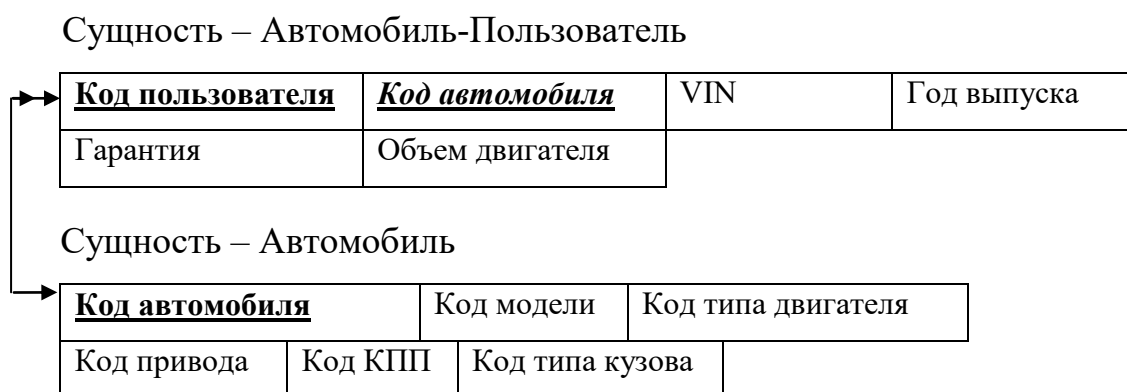 Сущность – Автомобиль-Пользователь
Код пользователя Код автомобиля VIN Год выпуска
Гарантия Объем двигателя
Сущность – Автомобиль
Код автомобиля Код модели Код типа двигателя
Код привода Код КПП Код типа кузова